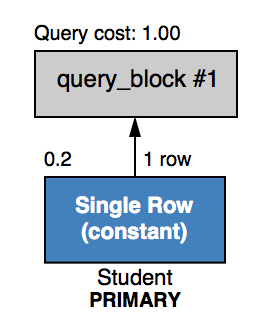 Query cost: 1.00
query_block #1
0.2
1 row
Single Row
(constant)
Student
PRIMARY